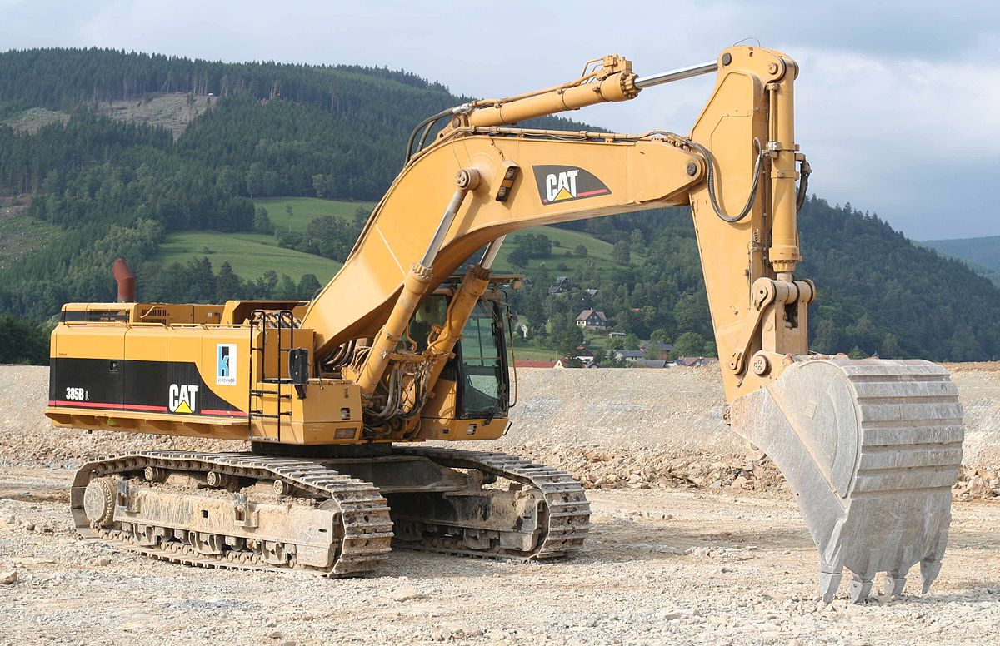 CAT
KIRCHNER
385B L
CAT